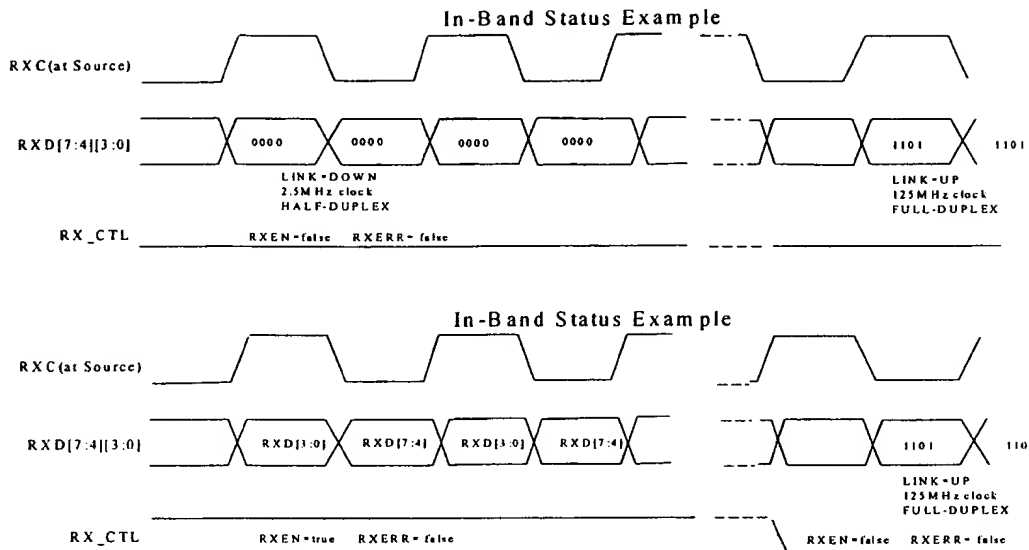 In-Band Status Example
RXC(at Source)
RXD[7:4][3:0]
0000 0000 0000 0000 1101 1101
LINK=DOWN
2.5MHz clock
HALF-DUPLEX
LINK=UP
125MHz clock
FULL-DUPLEX
RX_CTL
RXEN=false RXERR=false
In-Band Status Example
RXC(at Source)
RXD[7:4][3:0]
RXD[3:0] RXD[7:4] RXD[3:0] RXD[7:4] 1101 110
LINK=UP
125MHz clock
FULL-DUPLEX
RX_CTL
RXEN=true RXERR=false RXEN=false RXERR=false